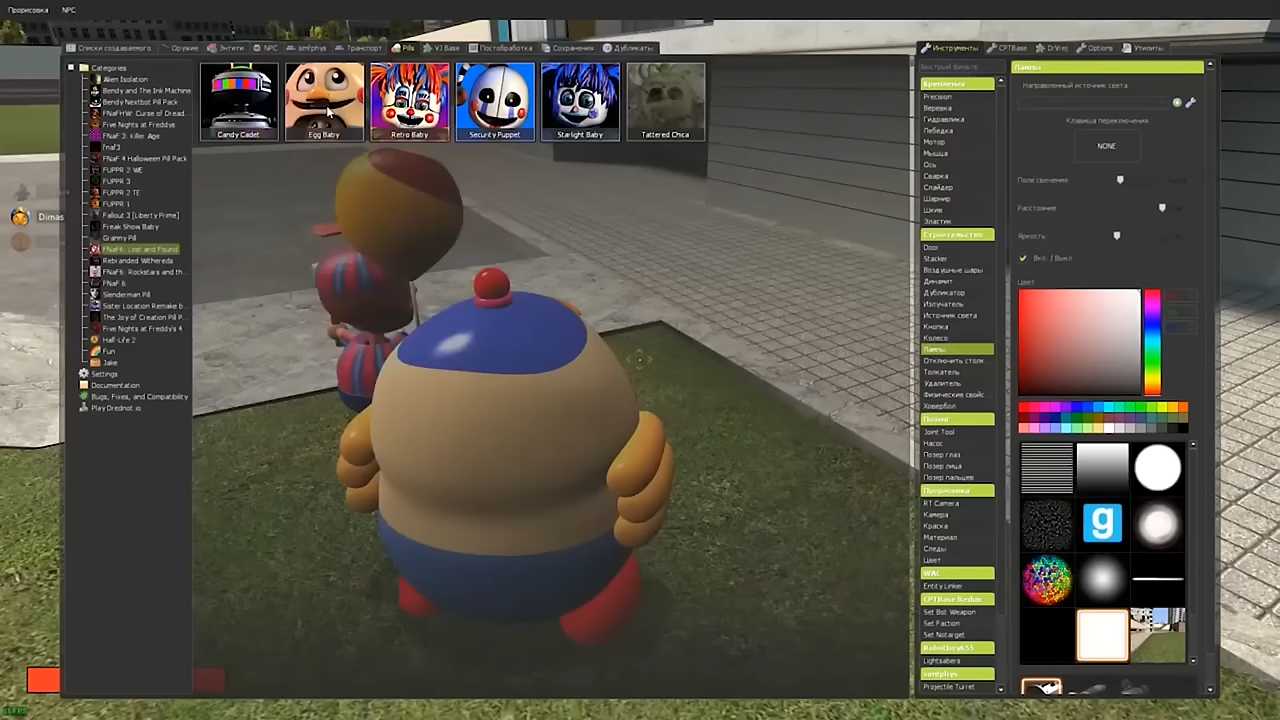 Прорисовка NPC
Списки создаваемого Оружие Энтити NPC simfphys Транспорт Pills VJ Base Постобработка Сохранения Дубликаты
Categories
Alien Isolation
Bendy and The Ink Machine
Bendy Nextbot Pill Pack
FNaFHW: Curse of Dread...
Five Nights at Freddys
FNaF 3: Killer Age
fnaf3
FNaF 4 Halloween Pill Pack
FUPPR 2 WE
FUPPR 3
FUPPR 2 TE
FUPPR 1
Fallout 3 [Liberty Prime]
Freak Show Baby
Granny Pill
FNaF6: Lost and Found
Rebranded Withereds
FNaF6: Rockstars and th...
FNaF 6
Slenderman Pill
Sister Location Remake b...
The Joy of Creation Pill P...
Five Nights at Freddy's 4
Half-Life 2
Fun
Jake
Settings
Documentation
Bugs, Fixes, and Compatibility
Play Drednot.io
Candy Cadet
Egg Baby
Retro Baby
Security Puppet
Starlight Baby
Tattered Chica
Dimas
Инструменты CPTBase DrVrej Options Утилиты
Быстрый фильтр
Крепления
Precision
Веревка
Гидравлика
Лебедка
Мотор
Мышца
Ось
Сварка
Слайдер
Шарнир
Шкив
Эластик
Строительство
Door
Stacker
Воздушные шары
Динамит
Дубликатор
Излучатель
Источник света
Кнопка
Колесо
Лампы
Отключить столк...
Толкатель
Удалитель
Физические свойс...
Ховербол
Позинг
Joint Tool
Насос
Позер глаз
Позер лица
Позер пальцев
Прорисовка
RT Camera
Камера
Краска
Материал
Следы
Цвет
WAC
Entity Linker
CPTBase Redux
Set Bot Weapon
Set Faction
Set Notarget
Robotboy655
Lightsabers
simfphys
Projectile Turret
Лампы
Направленный источник света
Клавиша переключения
NONE
Поле свечения
Расстояние
Яркость
Вкл. / Выкл
Цвет
g